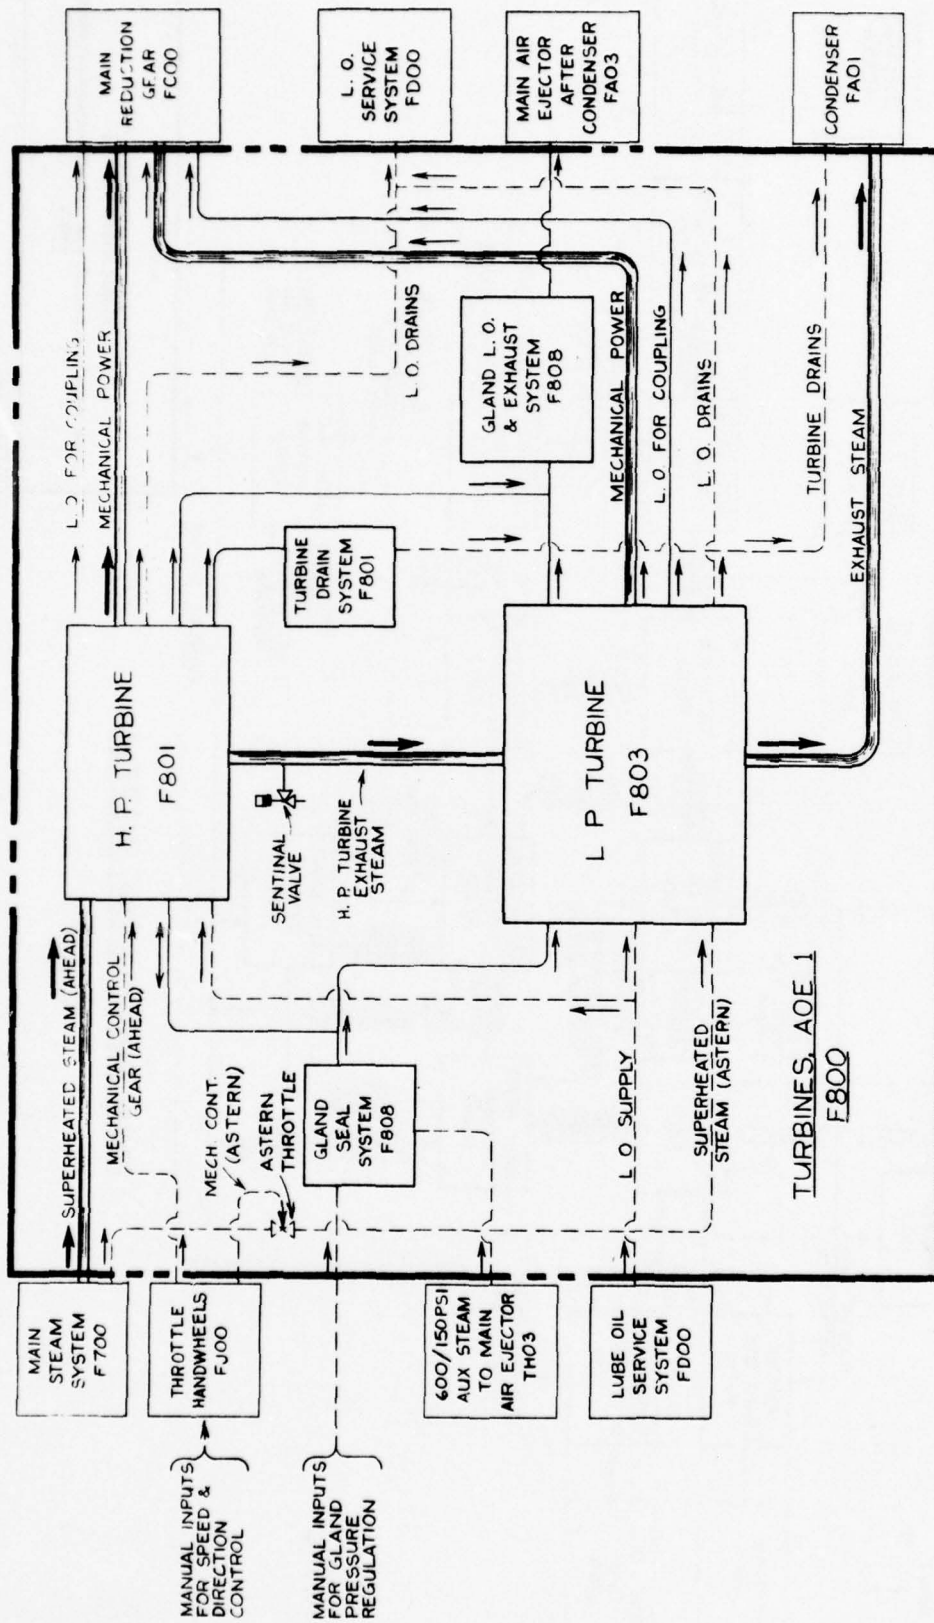 MAIN
STEAM
SYSTEM
F700
THROTTLE
HANDWHEELS
FJ00
600/150PSI
AUX STEAM
TO MAIN
AIR EJECTOR
TH03
LUBE OIL
SERVICE
SYSTEM
FD00
MANUAL INPUTS
FOR SPEED &
DIRECTION
CONTROL
MANUAL INPUTS
FOR GLAND
PRESSURE
REGULATION
SUPERHEATED STEAM (AHEAD)
MECHANICAL CONTROL
GEAR (AHEAD)
MECH. CONT.
(ASTERN)
ASTERN
THROTTLE
GLAND
SEAL
SYSTEM
F808
L O SUPPLY
SUPERHEATED
STEAM (ASTERN)
H. P. TURBINE
F801
SENTINAL
VALVE
H. P. TURBINE
EXHAUST
STEAM
L P TURBINE
F803
TURBINE
DRAIN
SYSTEM
F801
GLAND L.O.
& EXHAUST
SYSTEM
F808
L.O FOR COUPLING
MECHANICAL POWER
L.O. DRAINS
MECHANICAL POWER
L.O FOR COUPLING
L. O. DRAINS
TURBINE DRAINS
EXHAUST STEAM
MAIN
REDUCTION
GEAR
FC00
L. O.
SERVICE
SYSTEM
FD00
MAIN AIR
EJECTOR
AFTER
CONDENSER
FA03
CONDENSER
FA01
TURBINES, AOE 1
F800